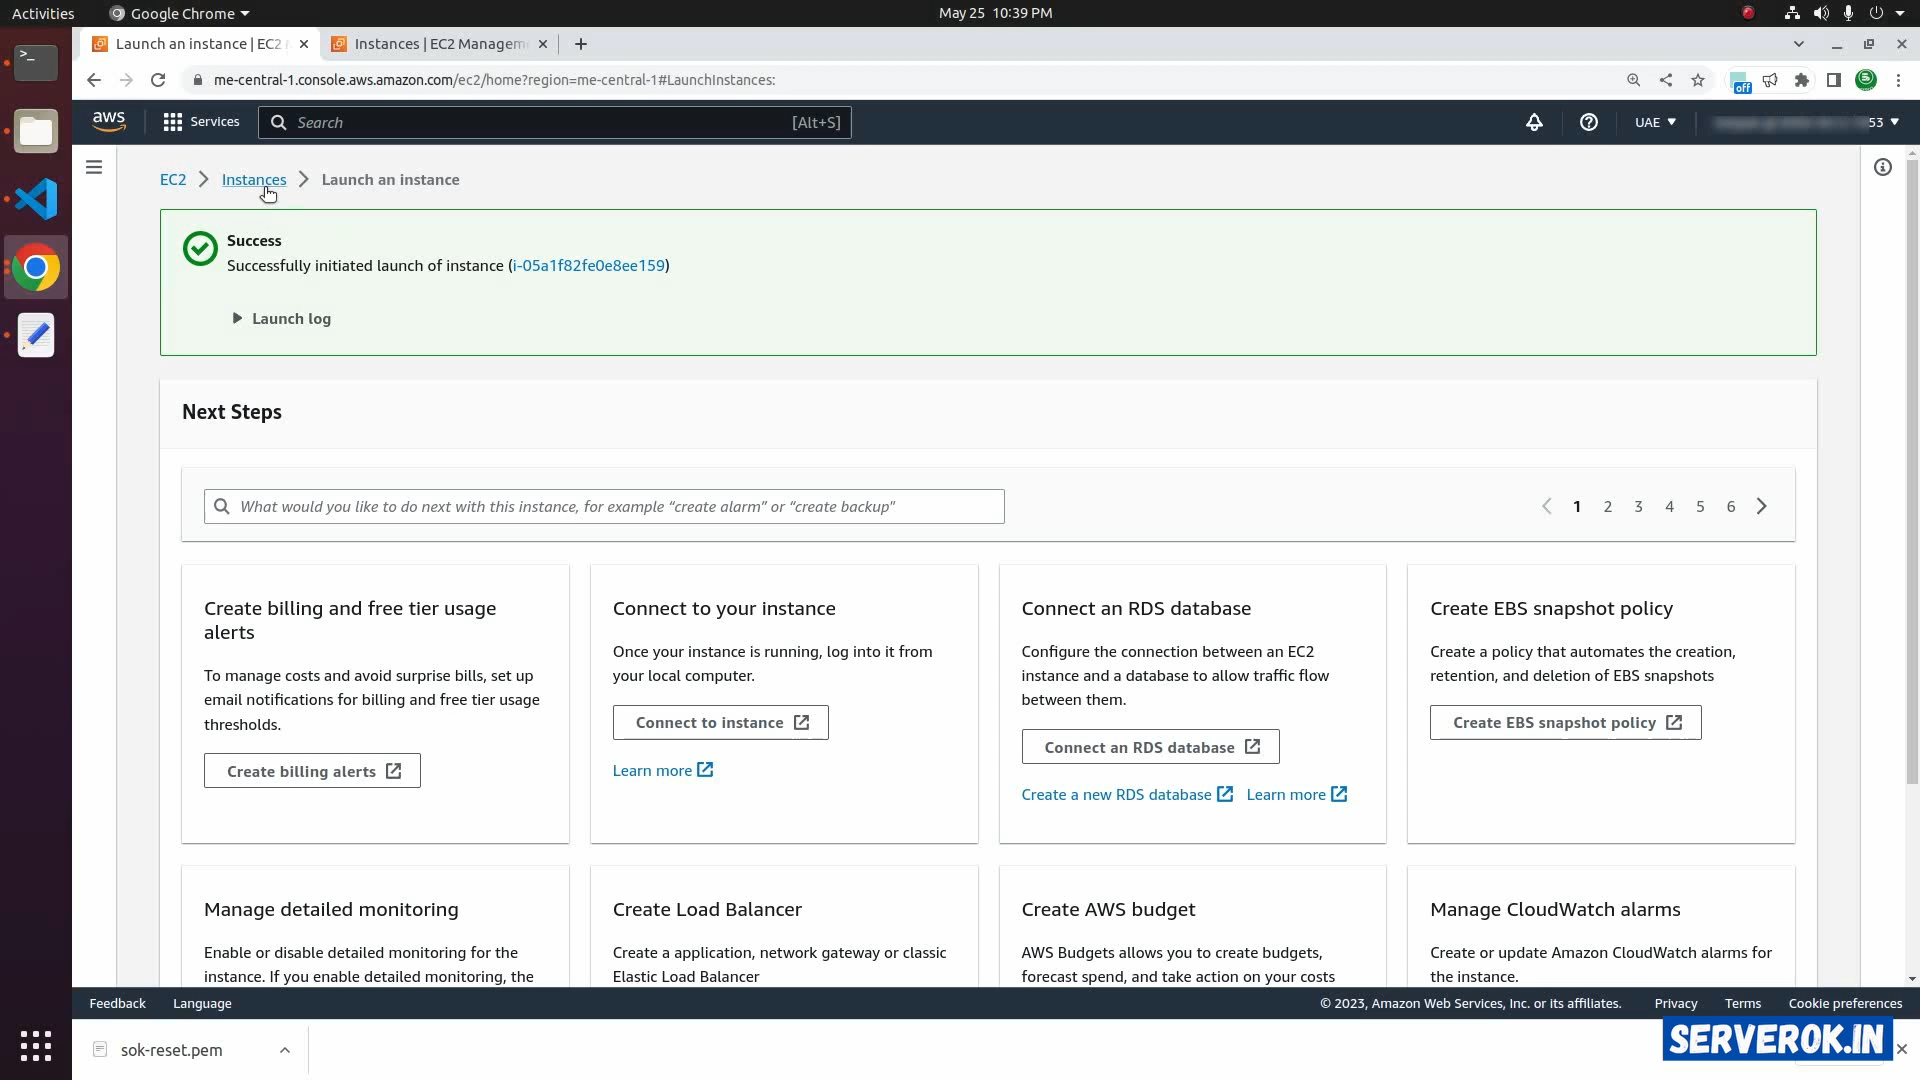 Activities Google Chrome May 25 10:39 PM
Launch an instance | EC2 M Instances | EC2 Managem
me-central-1.console.aws.amazon.com/ec2/home?region=me-central-1#LaunchInstances: off
aws Services Search [Alt+S] UAE 53
EC2 Instances Launch an instance
Success
Successfully initiated launch of instance (i-05a1f82fe0e8ee159)
Launch log
Next Steps
What would you like to do next with this instance, for example “create alarm” or “create backup” 1 2 3 4 5 6
Create billing and free tier usage
alerts
To manage costs and avoid surprise bills, set up
email notifications for billing and free tier usage
thresholds.
Create billing alerts
Connect to your instance
Once your instance is running, log into it from
your local computer.
Connect to instance
Learn more
Connect an RDS database
Configure the connection between an EC2
instance and a database to allow traffic flow
between them.
Connect an RDS database
Create a new RDS database Learn more
Create EBS snapshot policy
Create a policy that automates the creation,
retention, and deletion of EBS snapshots
Create EBS snapshot policy
Manage detailed monitoring
Enable or disable detailed monitoring for the
instance. If you enable detailed monitoring, the
Create Load Balancer
Create a application, network gateway or classic
Elastic Load Balancer
Create AWS budget
AWS Budgets allows you to create budgets,
forecast spend, and take action on your costs
Manage CloudWatch alarms
Create or update Amazon CloudWatch alarms for
the instance.
Feedback Language © 2023, Amazon Web Services, Inc. or its affiliates. Privacy Terms Cookie preferences
sok-reset.pem
SERVEROK.IN